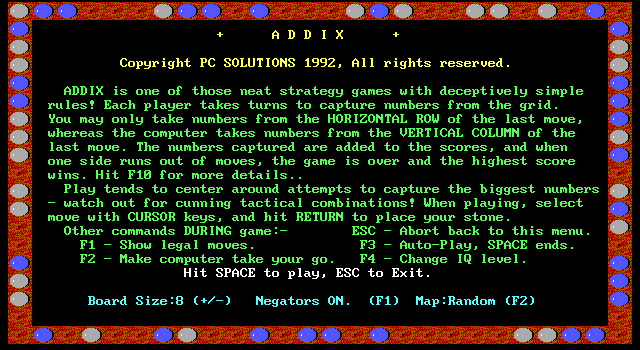 + A D D I X +
Copyright PC SOLUTIONS 1992, All rights reserved.
ADDIX is one of those neat strategy games with deceptively simple
rules! Each player takes turns to capture numbers from the grid.
You may only take numbers from the HORIZONTAL ROW of the last move,
whereas the computer takes numbers from the VERTICAL COLUMN of the
last move. The numbers captured are added to the scores, and when
one side runs out of moves, the game is over and the highest score
wins. Hit F10 for more details..
Play tends to center around attempts to capture the biggest numbers
- watch out for cunning tactical combinations! When playing, select
move with CURSOR keys, and hit RETURN to place your stone.
Other commands DURING game:- ESC - Abort back to this menu.
F1 - Show legal moves. F3 - Auto-Play, SPACE ends.
F2 - Make computer take your go. F4 - Change IQ level.
Hit SPACE to play, ESC to Exit.
Board Size:8 (+/-) Negators ON. (F1) Map:Random (F2)